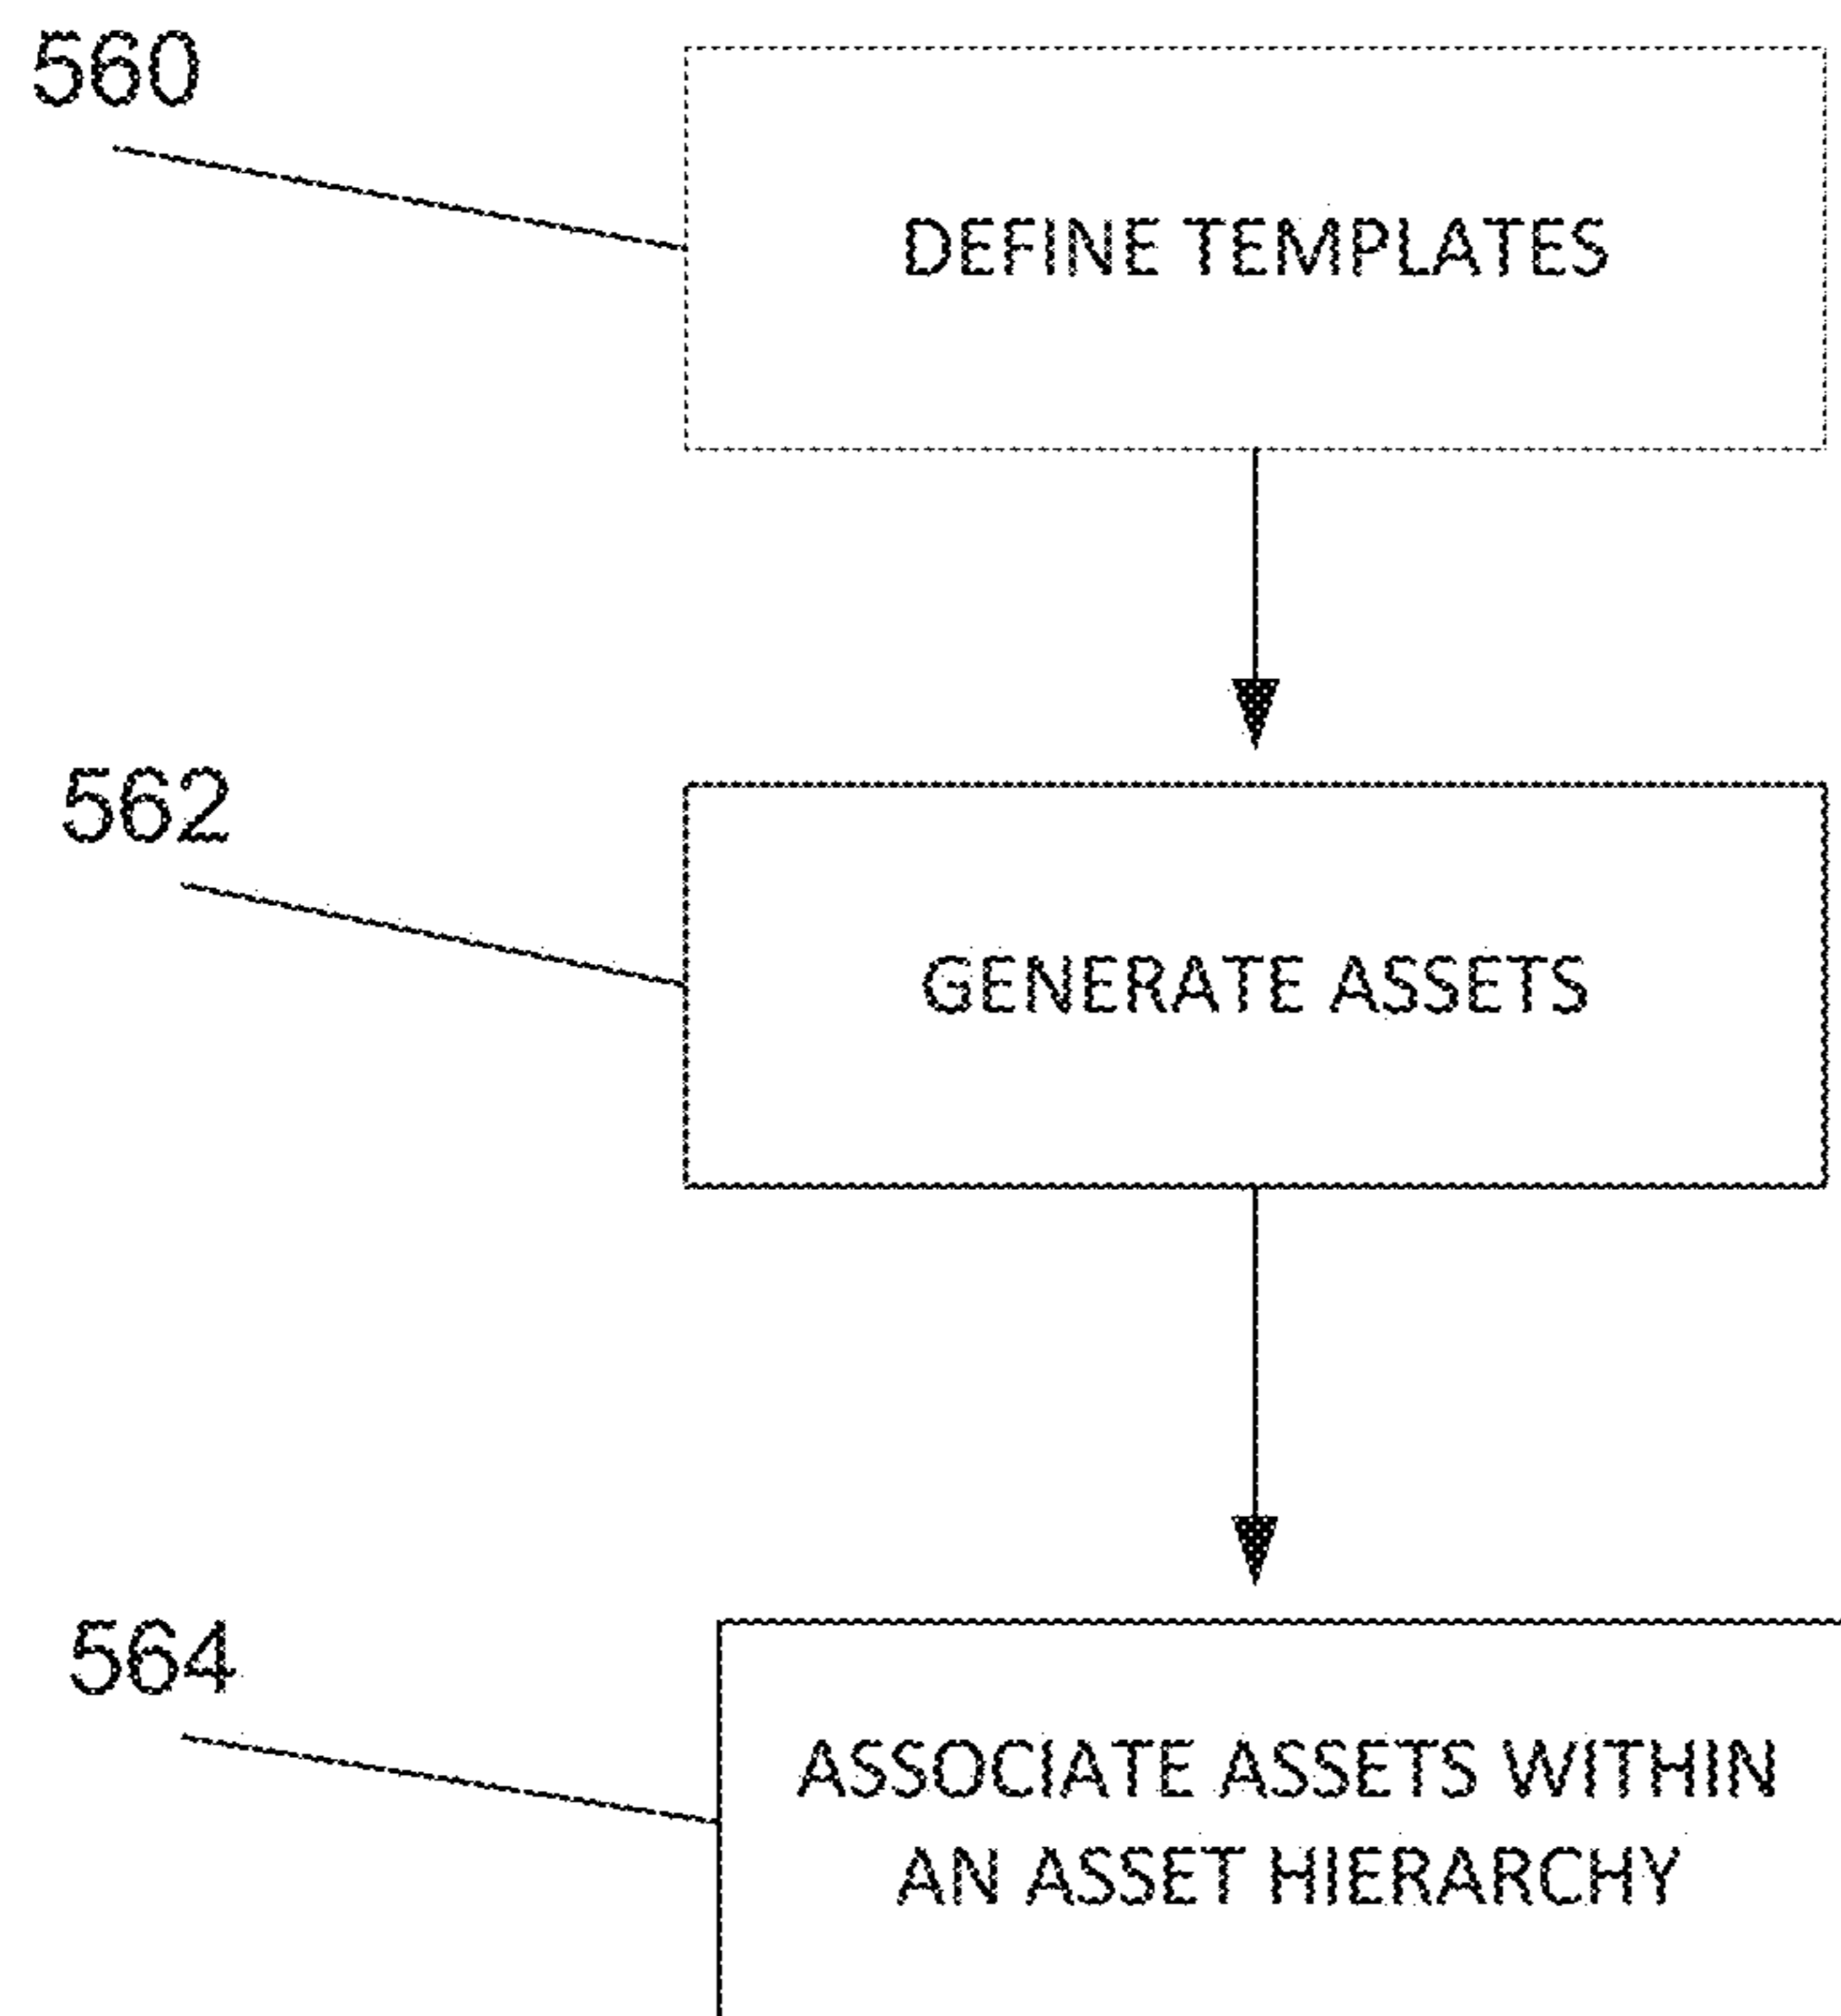 560
DEFINE TEMPLATES
562
GENERATE ASSETS
564
ASSOCIATE ASSETS WITHIN
AN ASSET HIERARCHY